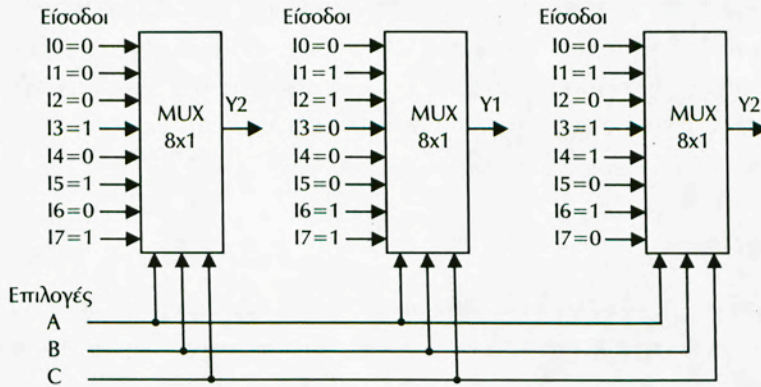 Είσοδοι
I0=0
I1=0
I2=0
I3=1
I4=0
I5=1
I6=0
I7=1
MUX
8x1
Y2
Είσοδοι
I0=0
I1=1
I2=1
I3=0
I4=0
I5=0
I6=0
I7=1
MUX
8x1
Y1
Είσοδοι
I0=0
I1=1
I2=0
I3=1
I4=1
I5=0
I6=1
I7=0
MUX
8x1
Y2
Επιλογές
A
B
C